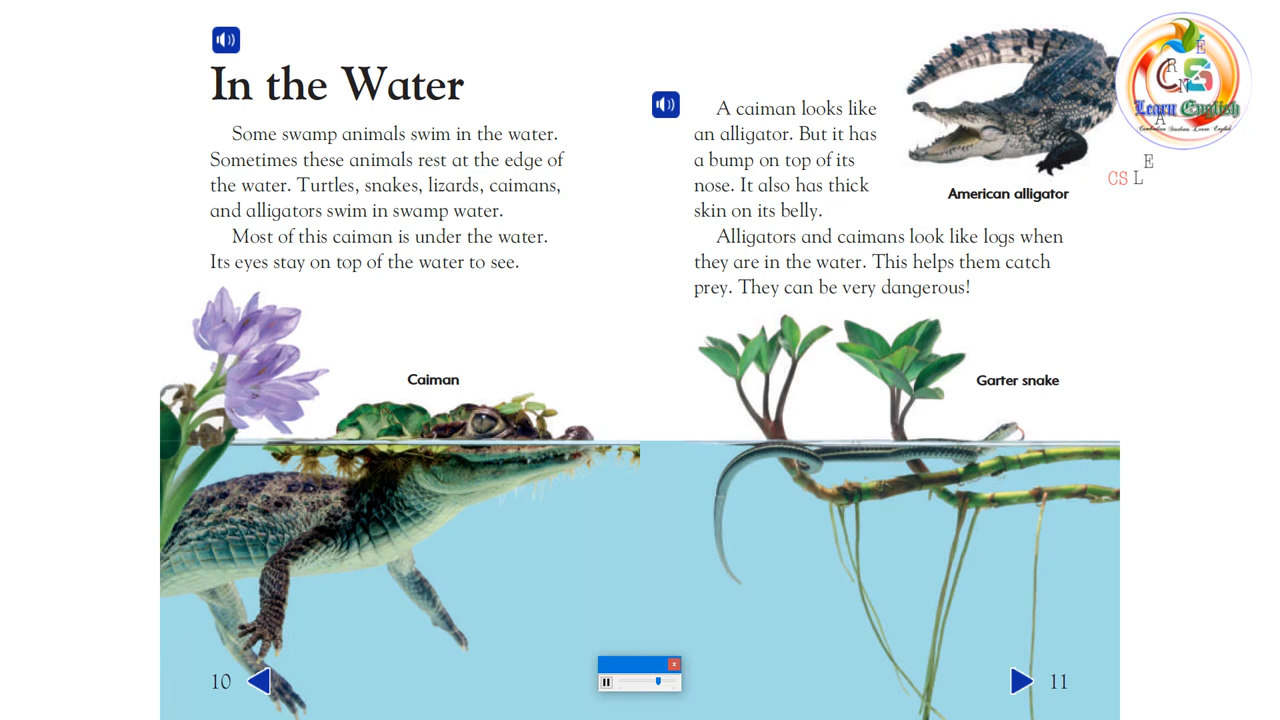 In the Water
Some swamp animals swim in the water.
Sometimes these animals rest at the edge of
the water. Turtles, snakes, lizards, caimans,
and alligators swim in swamp water.
Most of this caiman is under the water.
Its eyes stay on top of the water to see.
Caiman
10
A caiman looks like
an alligator. But it has
a bump on top of its
nose. It also has thick
skin on its belly.
American alligator
Alligators and caimans look like logs when
they are in the water. This helps them catch
prey. They can be very dangerous!
Garter snake
11
Learn English
CS L E
x